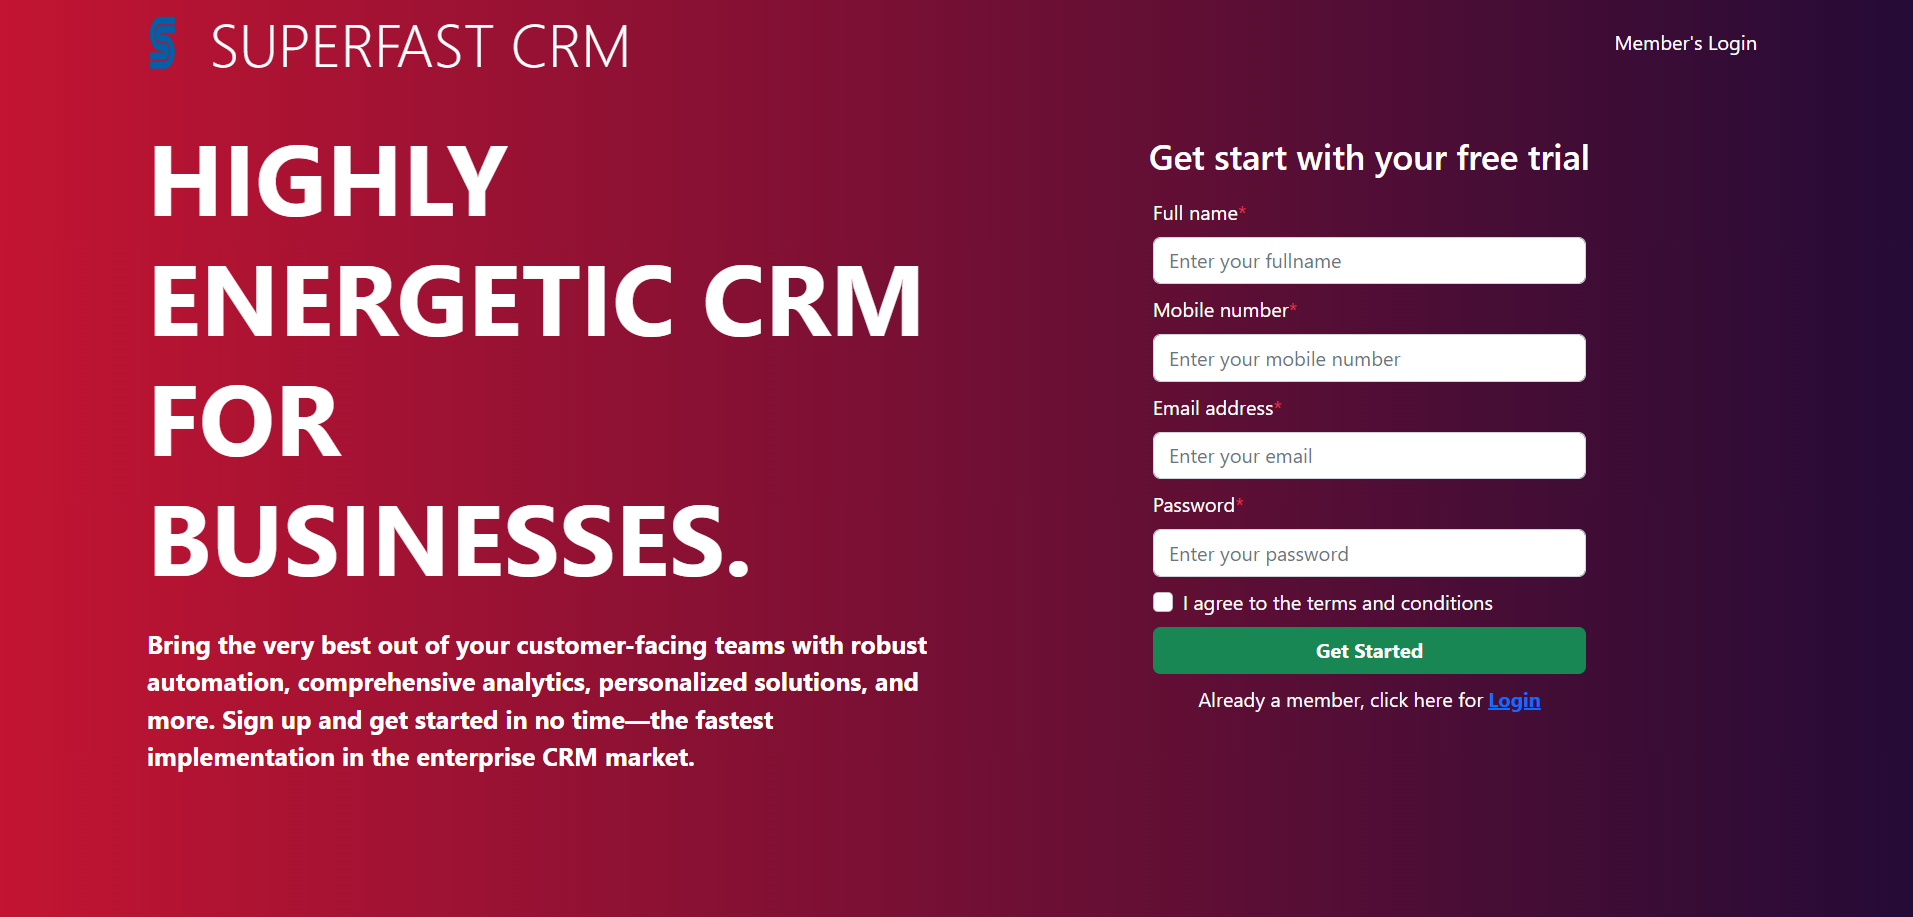 SUPERFAST CRM
Member's Login
HIGHLY
ENERGETIC CRM
FOR
BUSINESSES.
Bring the very best out of your customer-facing teams with robust
automation, comprehensive analytics, personalized solutions, and
more. Sign up and get started in no time—the fastest
implementation in the enterprise CRM market.
Get start with your free trial
Full name*
Enter your fullname
Mobile number*
Enter your mobile number
Email address*
Enter your email
Password*
Enter your password
I agree to the terms and conditions
Get Started
Already a member, click here for Login